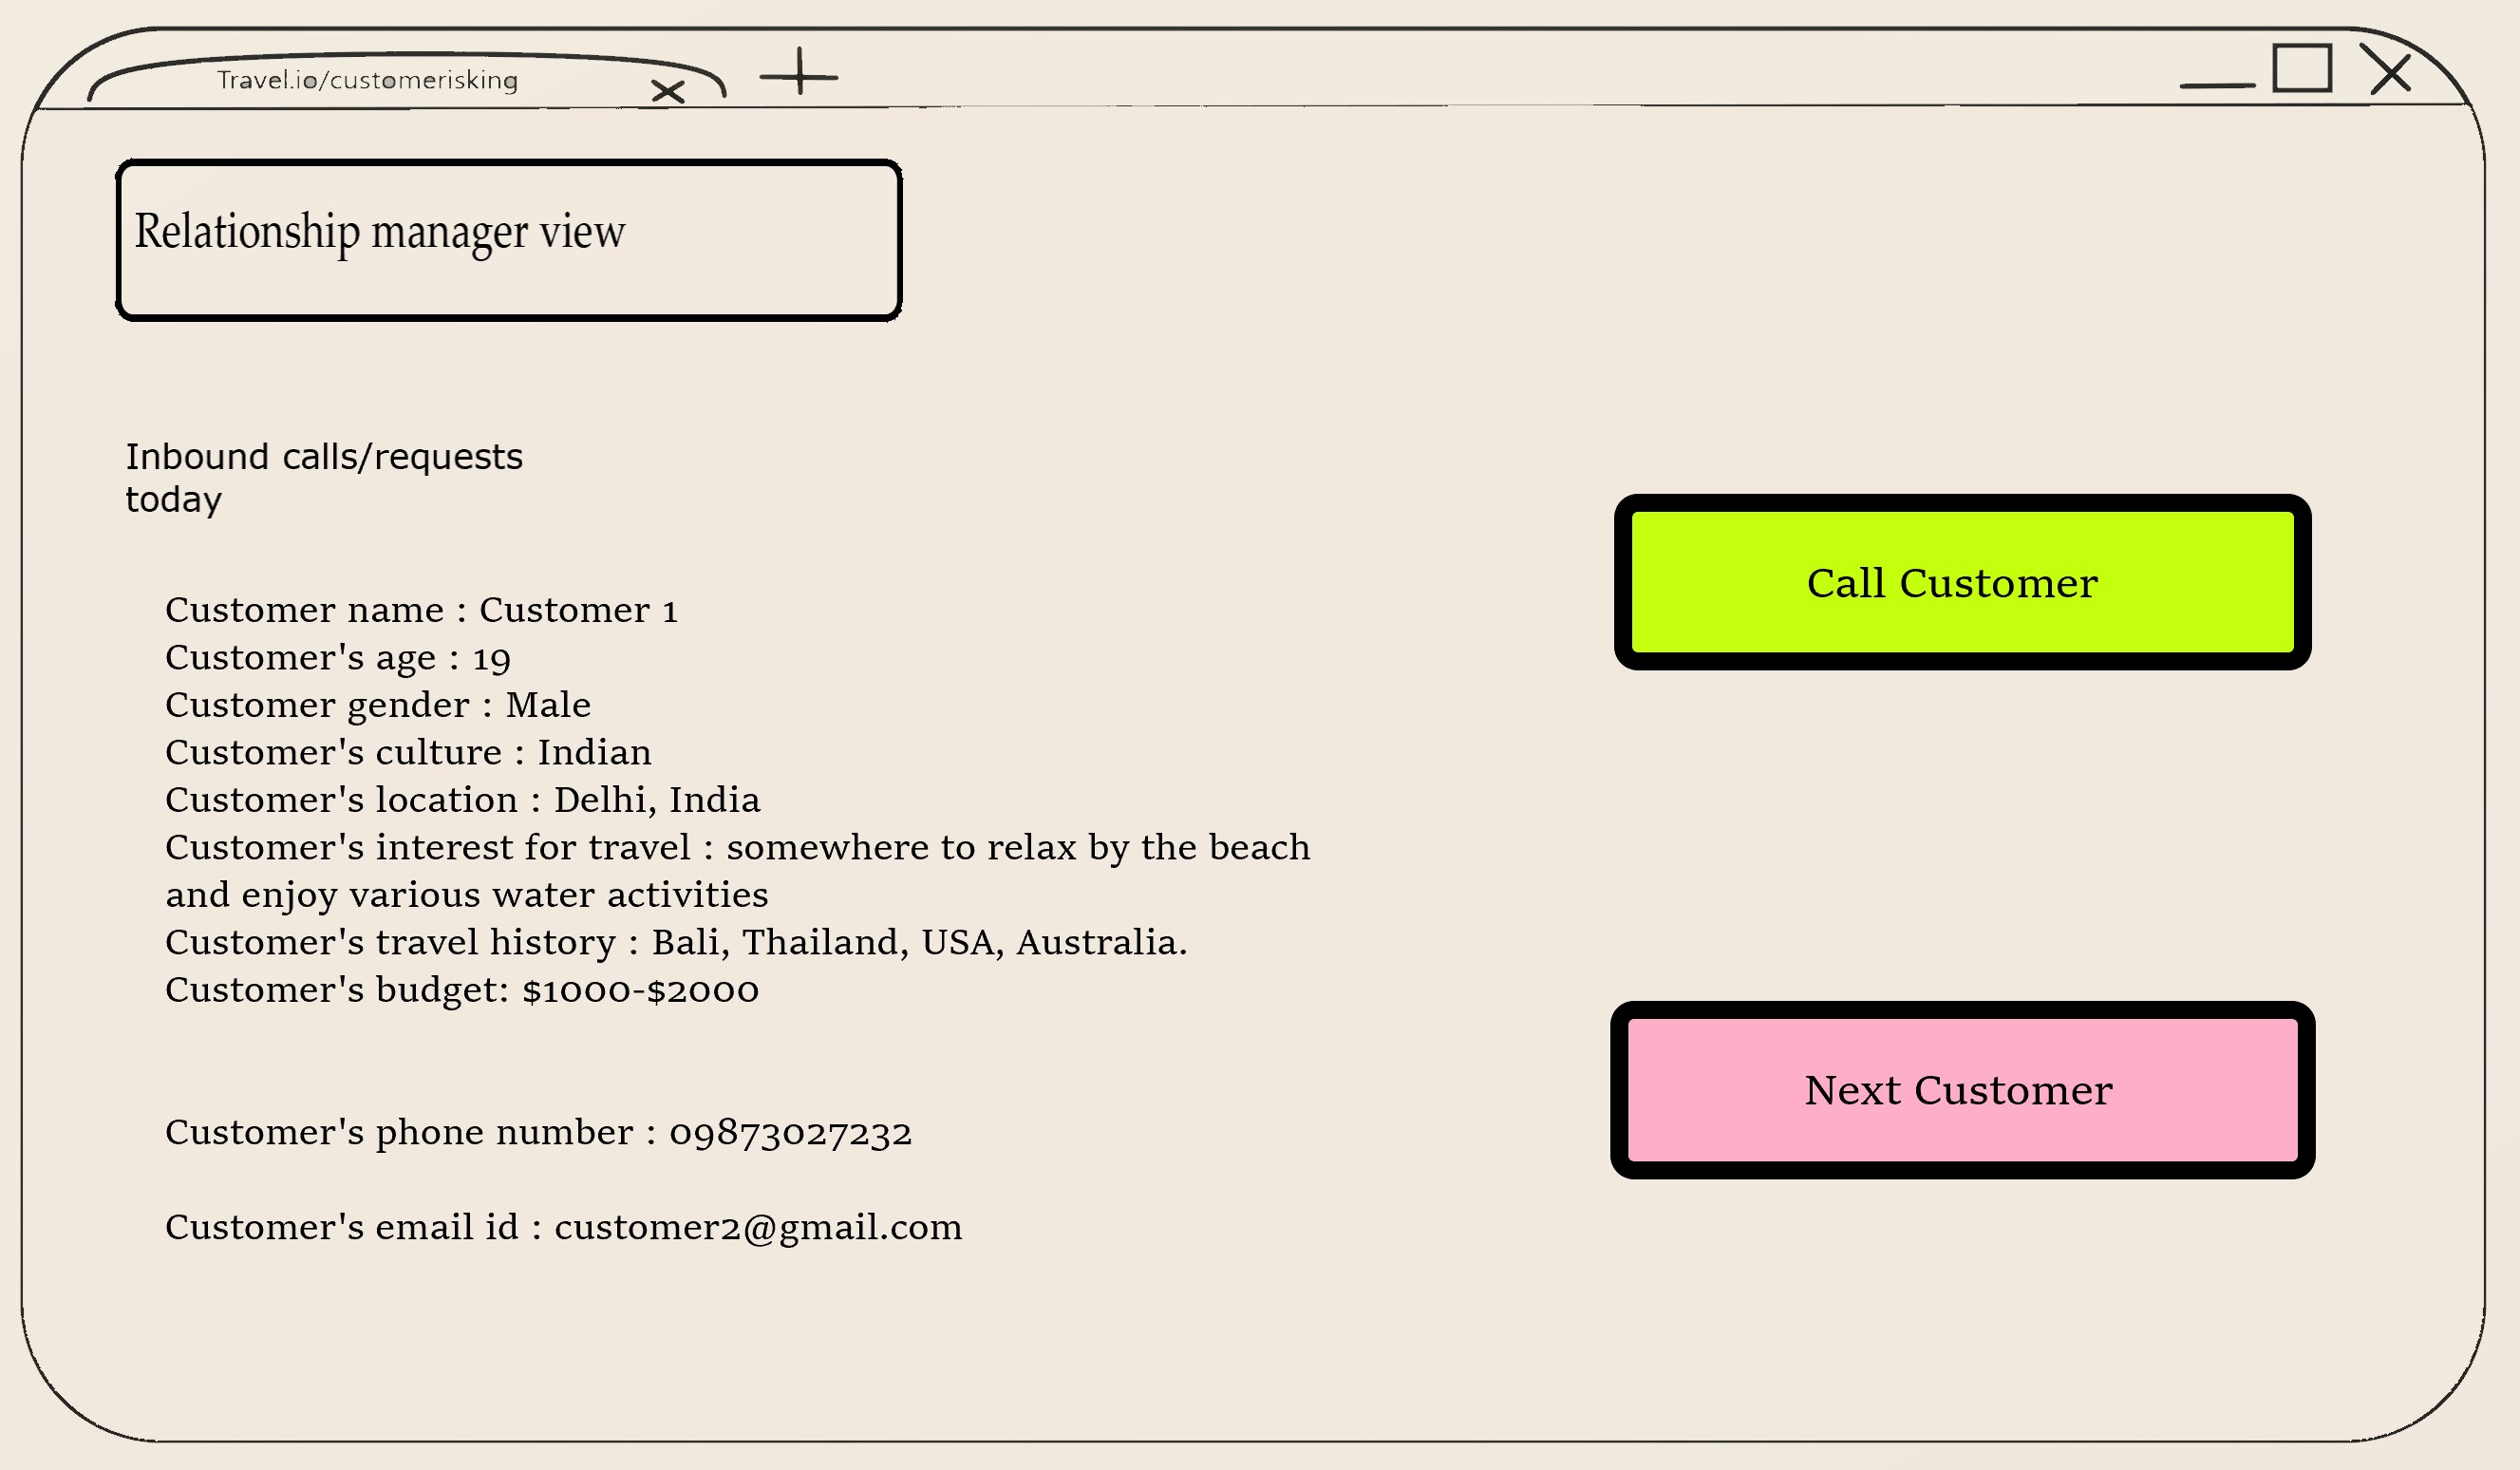 Travel.io/customerisking
Relationship manager view
Inbound calls/requests
today
Customer name : Customer 1
Customer's age : 19
Customer gender : Male
Customer's culture : Indian
Customer's location : Delhi, India
Customer's interest for travel : somewhere to relax by the beach
and enjoy various water activities
Customer's travel history : Bali, Thailand, USA, Australia.
Customer's budget: $1000-$2000
Customer's phone number : 09873027232
Customer's email id : customer2@gmail.com
Call Customer
Next Customer